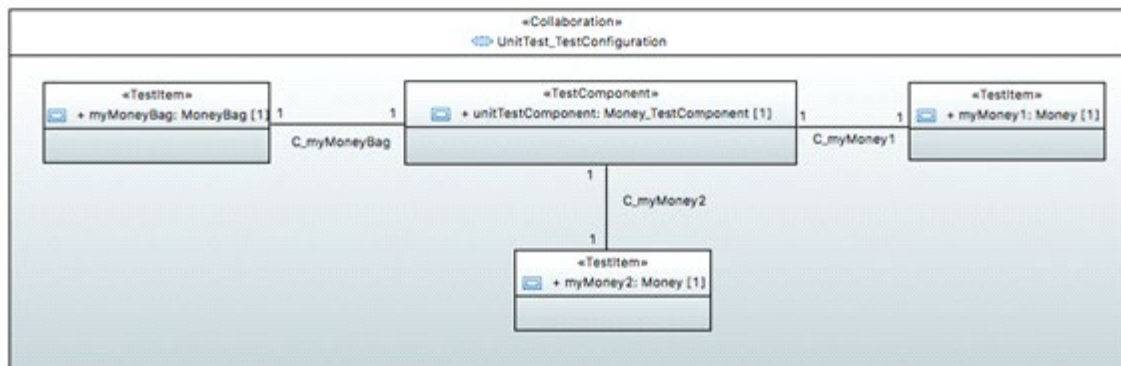 «Collaboration»
UnitTest_TestConfiguration
«TestItem»
+ myMoneyBag: MoneyBag [1]
«TestComponent»
+ unitTestComponent: Money_TestComponent [1]
«TestItem»
+ myMoney1: Money [1]
1
1
C_myMoneyBag
1
1
C_myMoney1
1
C_myMoney2
1
«TestItem»
+ myMoney2: Money [1]